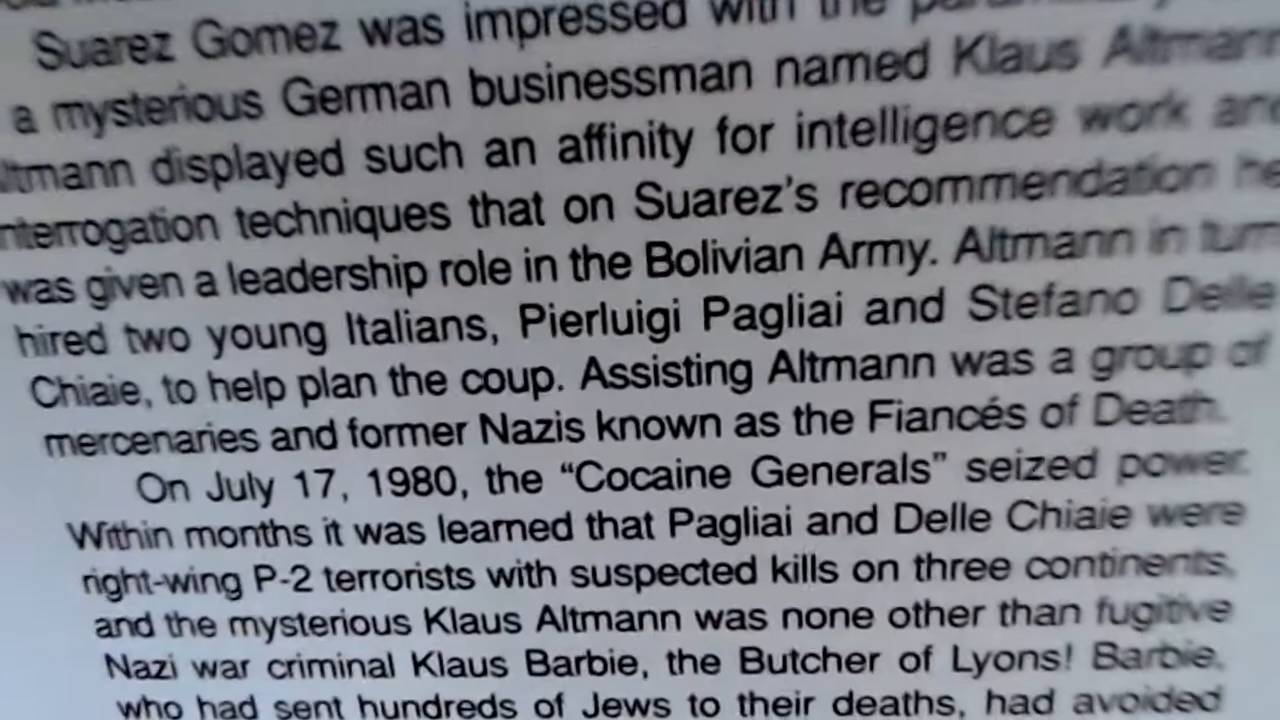 Suarez Gomez was impressed with the
a mysterious German businessman named Klaus Altmann
ltmann displayed such an affinity for intelligence work and
nterrogation techniques that on Suarez's recommendation he
was given a leadership role in the Bolivian Army. Altmann in turn
hired two young Italians, Pierluigi Pagliai and Stefano Delle
Chiaie, to help plan the coup. Assisting Altmann was a group of
mercenaries and former Nazis known as the Fiancés of Death.
On July 17, 1980, the “Cocaine Generals” seized power.
Within months it was learned that Pagliai and Delle Chiaie were
right-wing P-2 terrorists with suspected kills on three continents,
and the mysterious Klaus Altmann was none other than fugitive
Nazi war criminal Klaus Barbie, the Butcher of Lyons! Barbie,
who had sent hundreds of Jews to their deaths, had avoided